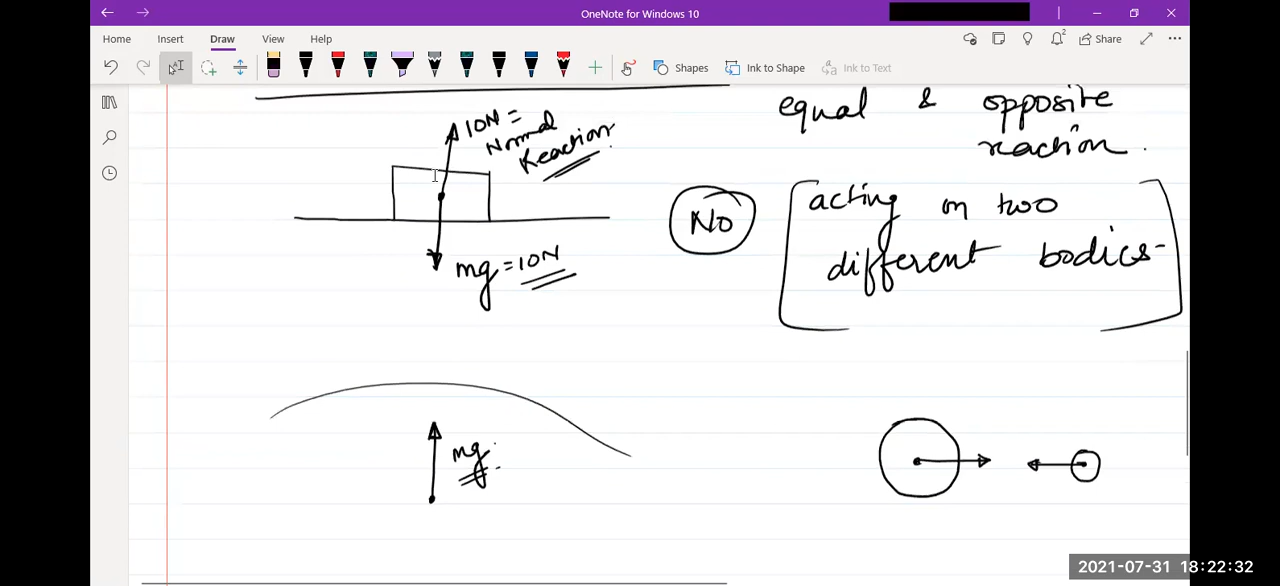 OneNote for Windows 10
Home Insert Draw View Help
Share
Shapes Ink to Shape Ink to Text
equal & opposite
reaction.
10N =
Normal
Reaction
mg = 10N
No
acting on two
different bodies
mg
2021-07-31 18:22:32